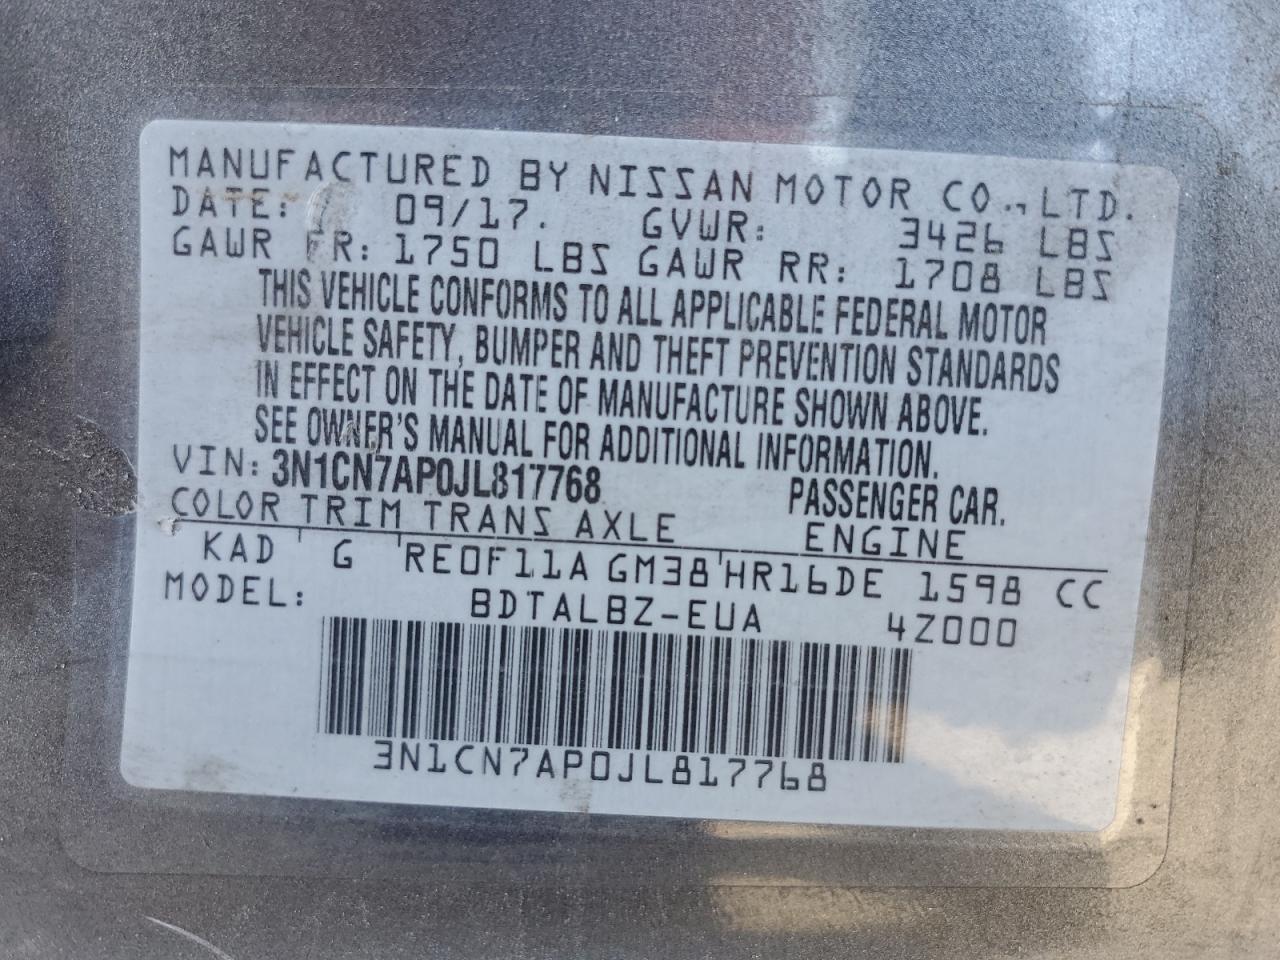 MANUFACTURED BY NISSAN MOTOR CO., LTD.
DATE: 09/17. GVWR: 3426 LBS
GAWR FR: 1750 LBS GAWR RR: 1708 LBS
THIS VEHICLE CONFORMS TO ALL APPLICABLE FEDERAL MOTOR
VEHICLE SAFETY, BUMPER AND THEFT PREVENTION STANDARDS
IN EFFECT ON THE DATE OF MANUFACTURE SHOWN ABOVE.
SEE OWNER'S MANUAL FOR ADDITIONAL INFORMATION.
VIN: 3N1CN7AP0JL817768 PASSENGER CAR.
COLOR TRIM TRANS AXLE ENGINE
KAD G RE0F11A GM38 HR16DE 1598 CC
MODEL: BDTALBZ-EUA 4Z000
3N1CN7AP0JL817768